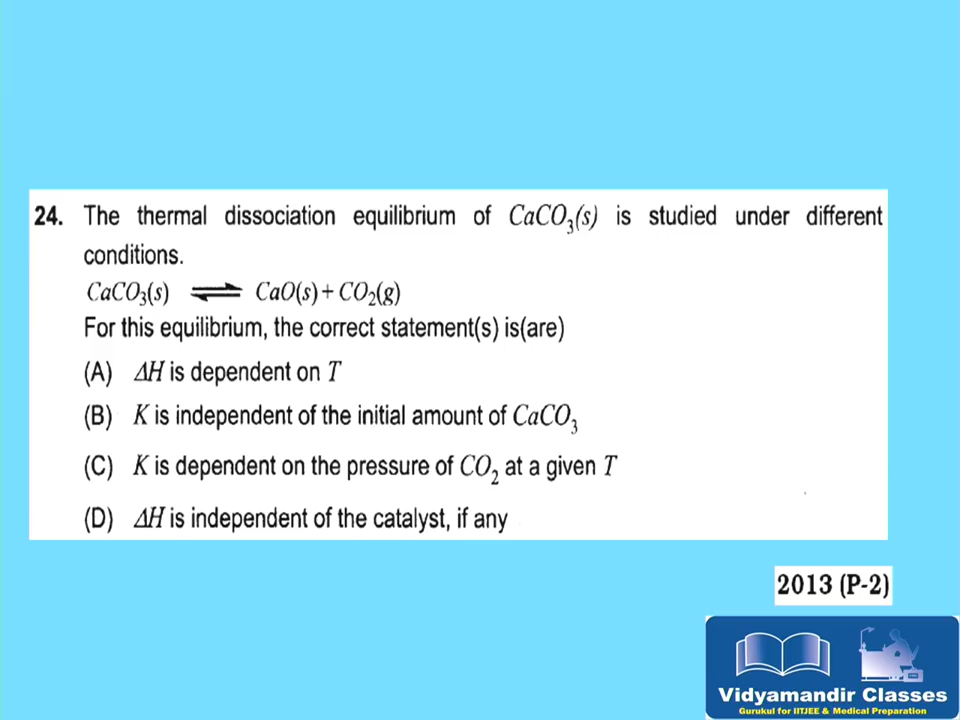 24. The thermal dissociation equilibrium of CaCO₃(s) is studied under different
conditions.
CaCO₃(s) ⇌ CaO(s) + CO₂(g)
For this equilibrium, the correct statement(s) is(are)
(A) ΔH is dependent on T
(B) K is independent of the initial amount of CaCO₃
(C) K is dependent on the pressure of CO₂ at a given T
(D) ΔH is independent of the catalyst, if any
2013 (P-2)
Vidyamandir Classes
Gurukul for IITJEE & Medical Preparation